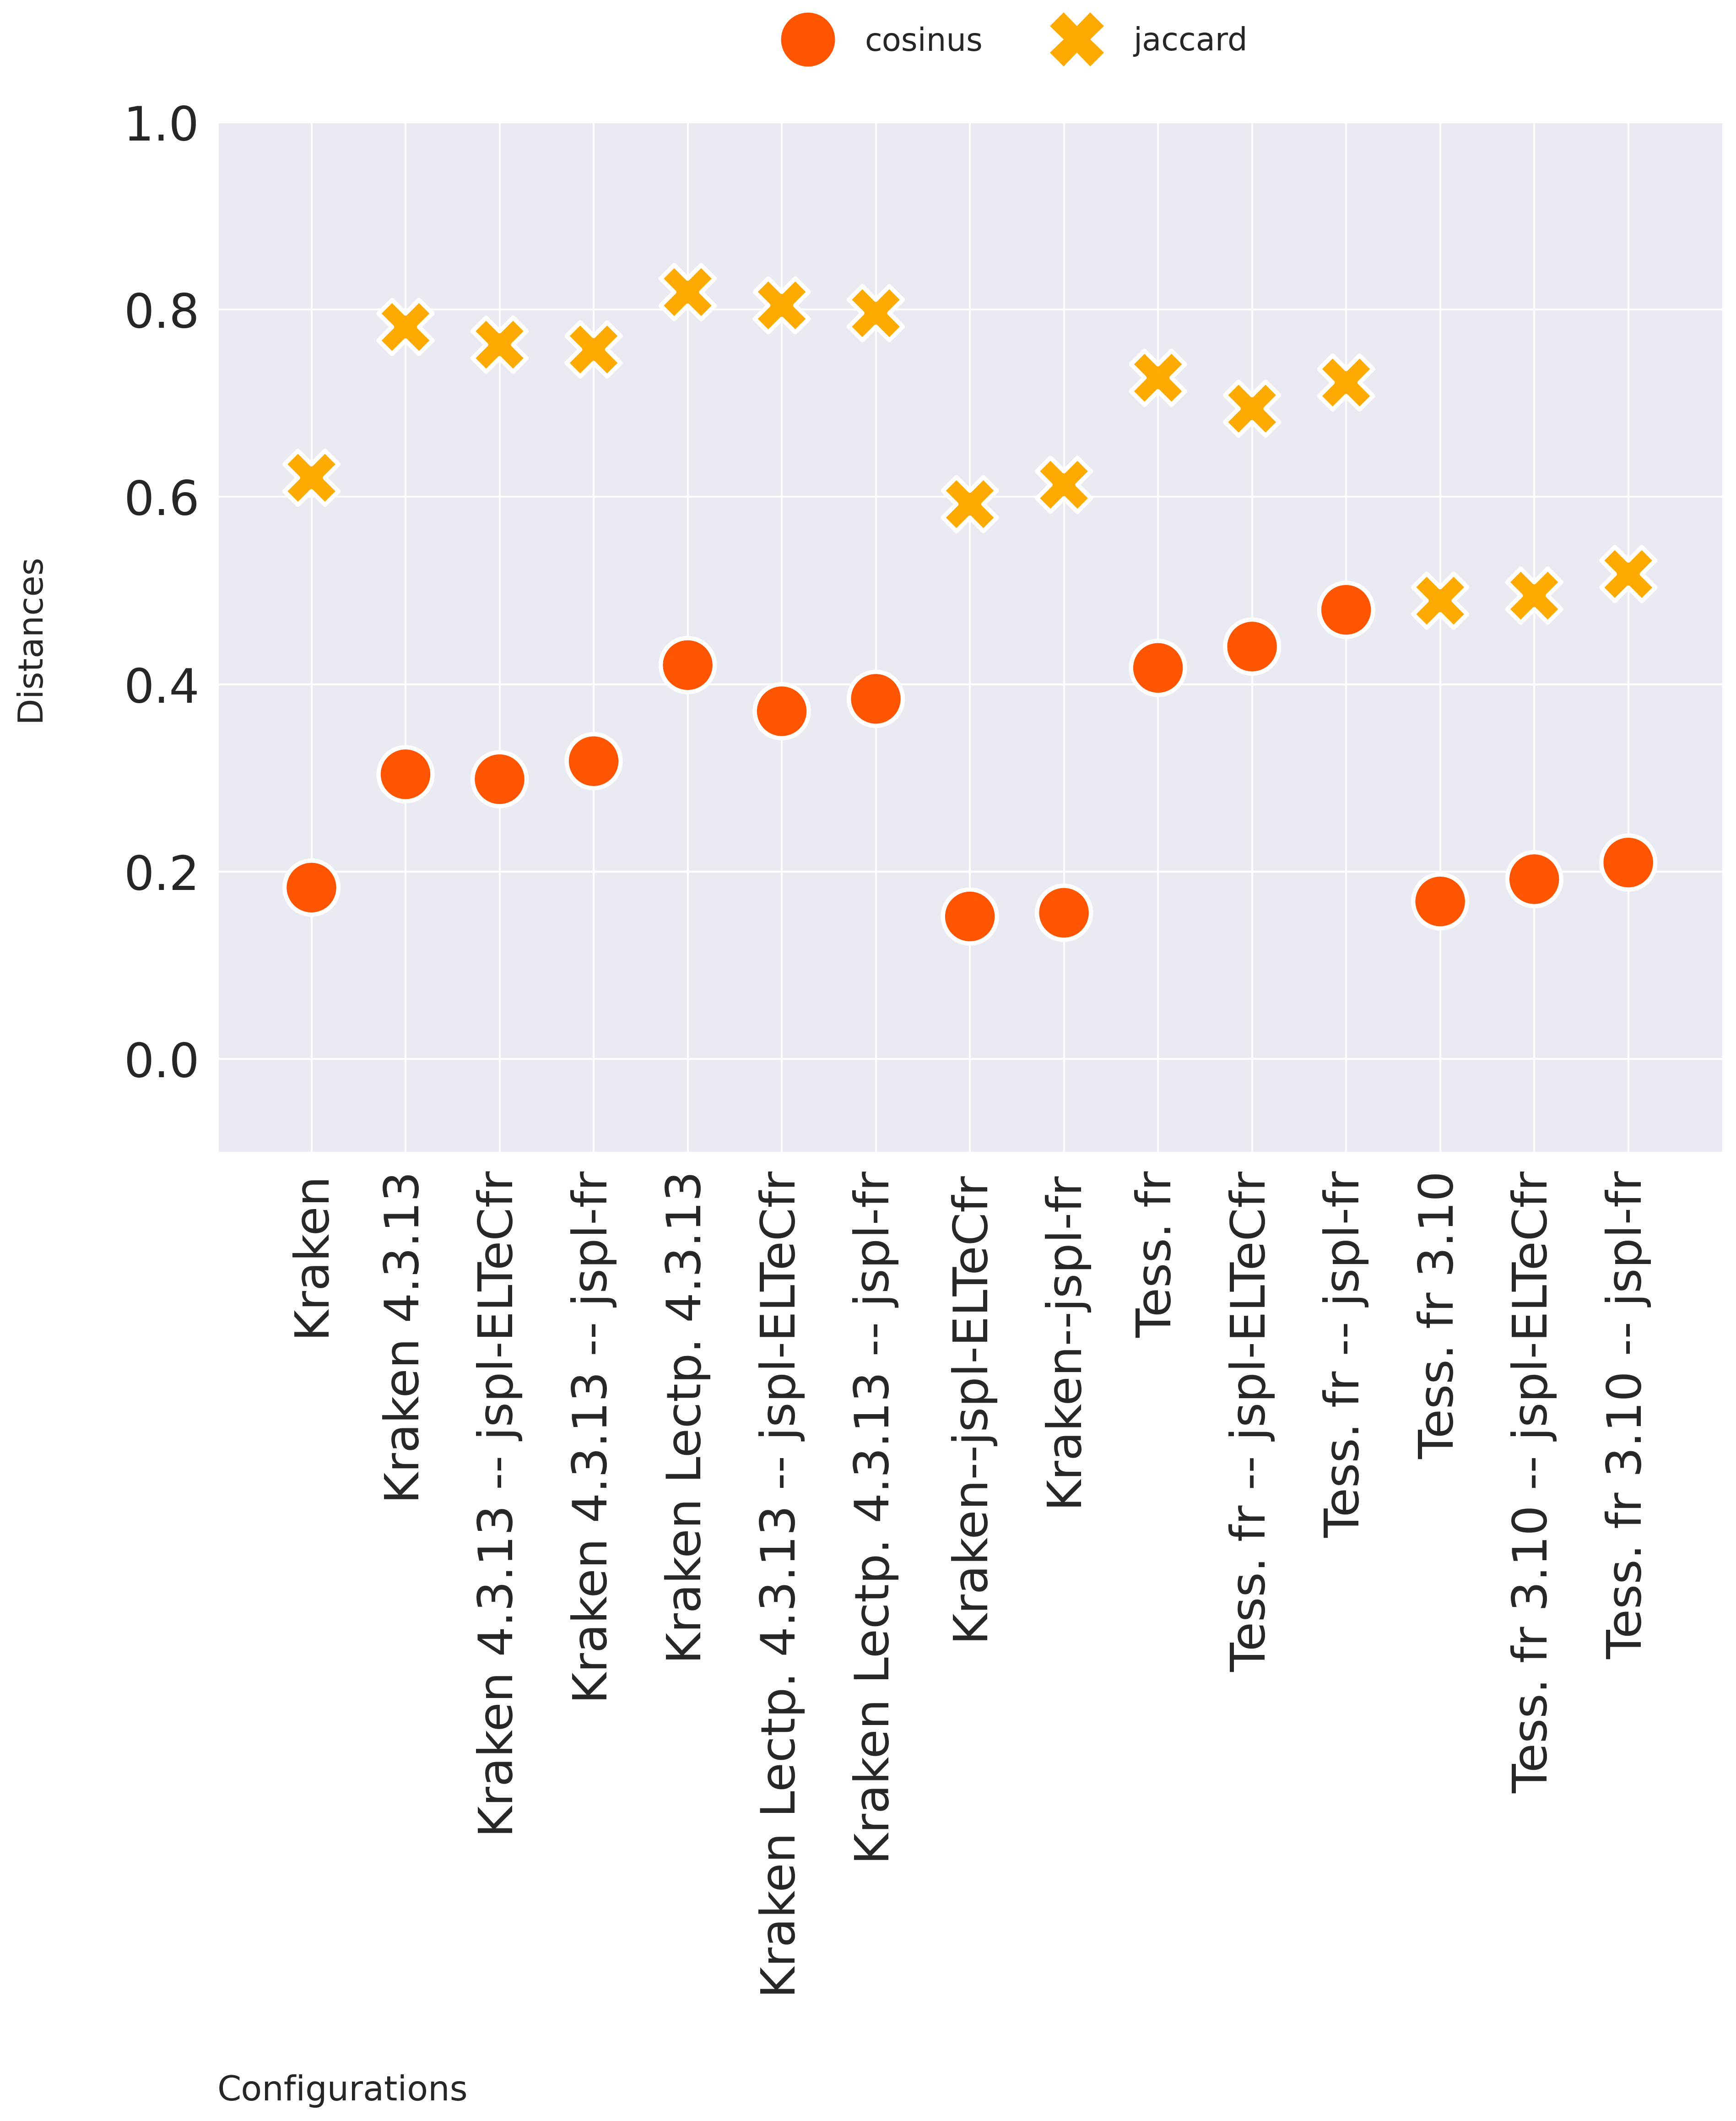 cosinus jaccard
1.0
0.8
0.6
0.4
0.2
0.0
Distances
Kraken
Kraken 4.3.13
Kraken 4.3.13 -- jspl-ELTeCfr
Kraken 4.3.13 -- jspl-fr
Kraken Lectp. 4.3.13
Kraken Lectp. 4.3.13 -- jspl-ELTeCfr
Kraken Lectp. 4.3.13 -- jspl-fr
Kraken--jspl-ELTeCfr
Kraken--jspl-fr
Tess. fr
Tess. fr -- jspl-ELTeCfr
Tess. fr -- jspl-fr
Tess. fr 3.10
Tess. fr 3.10 -- jspl-ELTeCfr
Tess. fr 3.10 -- jspl-fr
Configurations